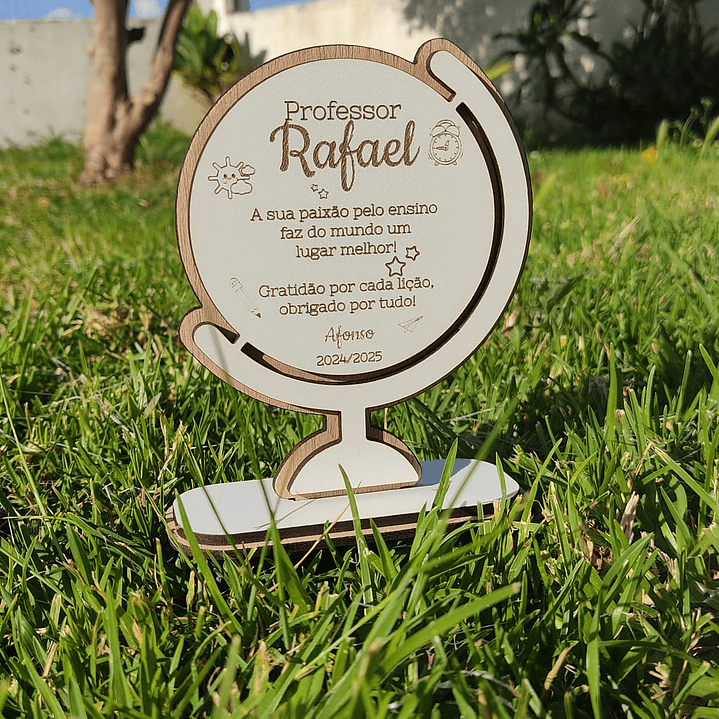 Professor
Rafael
A sua paixão pelo ensino
faz do mundo um
lugar melhor!
Gratidão por cada lição,
obrigado por tudo!
Afonso
2024/2025